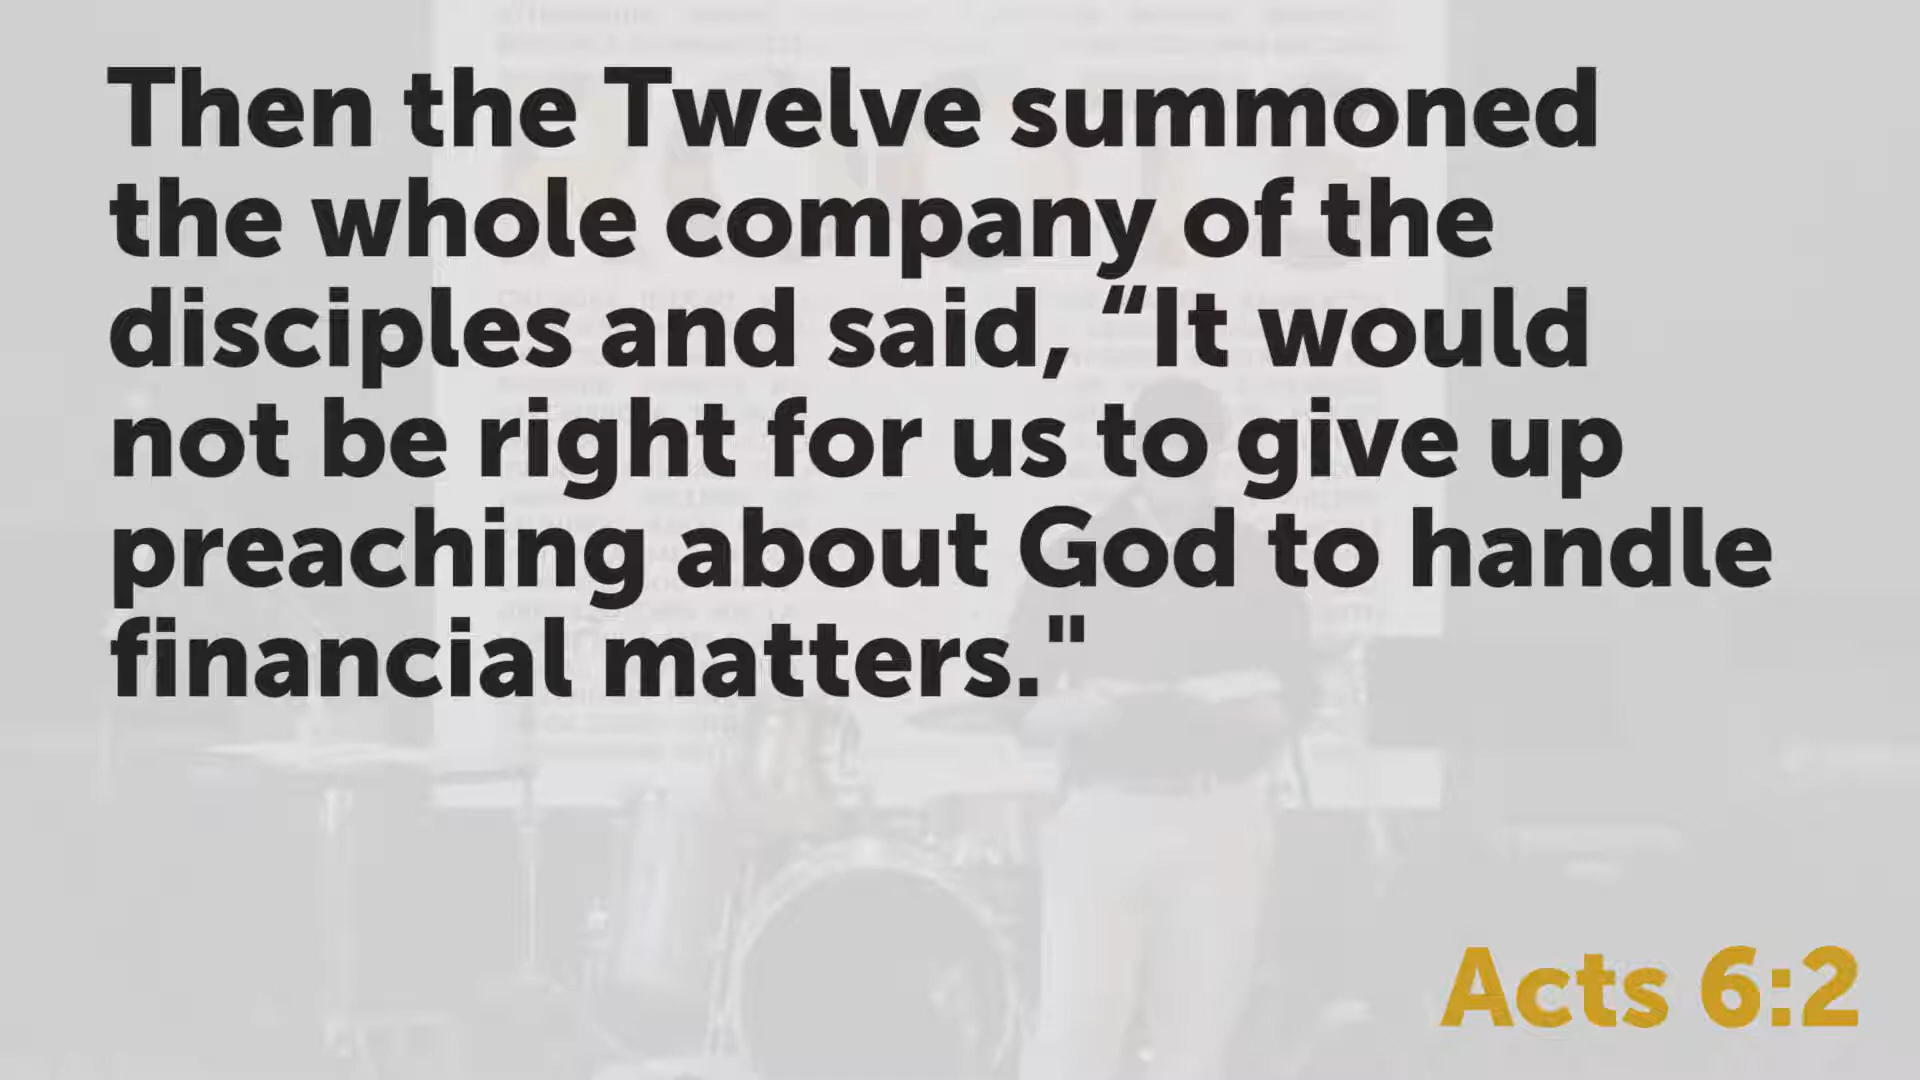 Then the Twelve summoned
the whole company of the
disciples and said, “It would
not be right for us to give up
preaching about God to handle
financial matters."
Acts 6:2